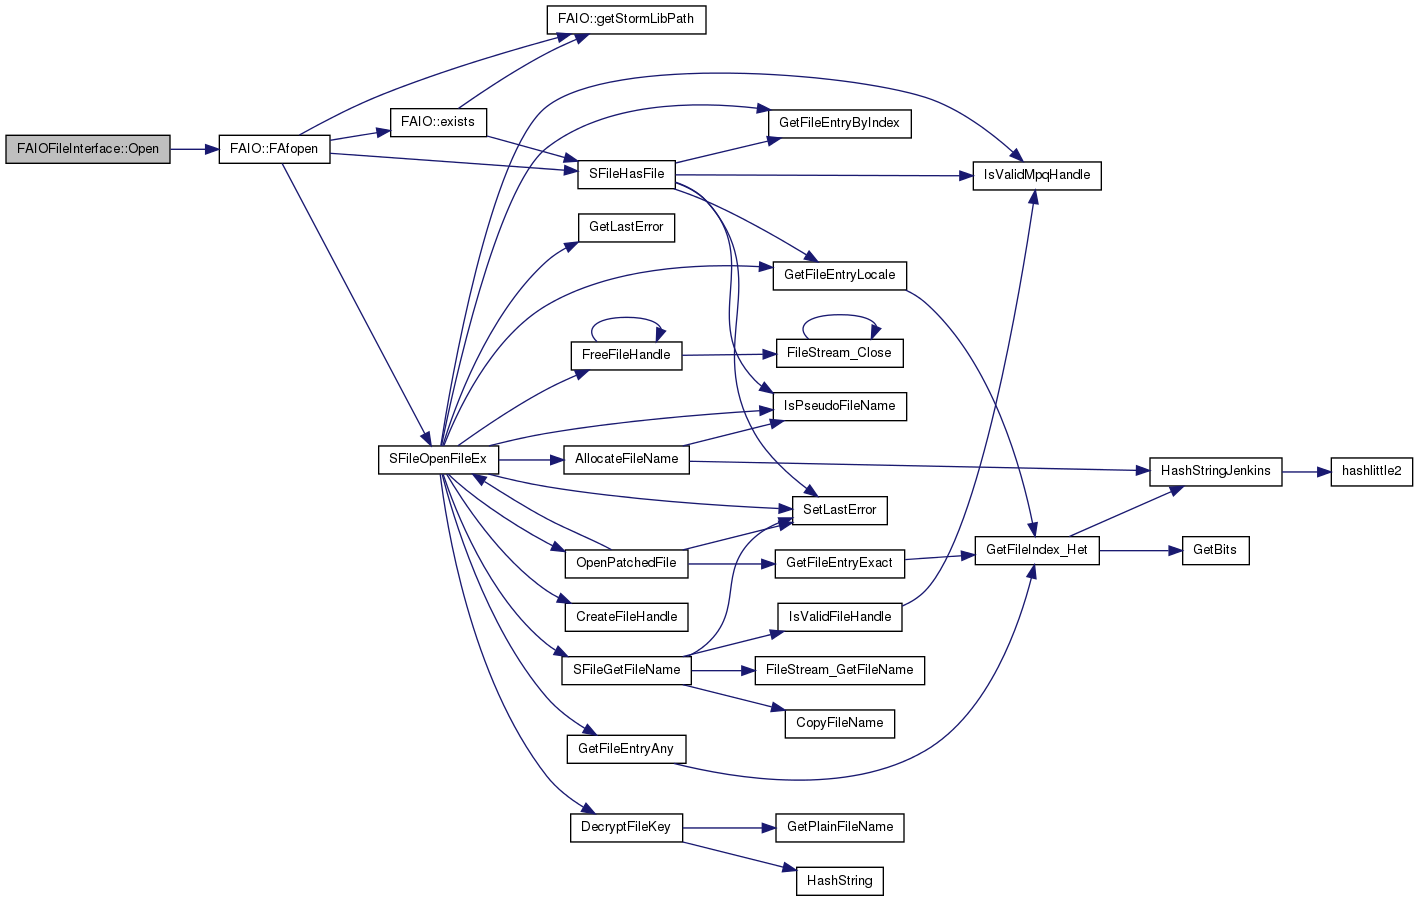 FAIO::getStormLibPath
FAIO::exists
GetFileEntryByIndex
FAIOFileInterface::Open
FAIO::FAfopen
SFileHasFile
IsValidMpqHandle
GetLastError
GetFileEntryLocale
FreeFileHandle
FileStream_Close
IsPseudoFileName
SFileOpenFileEx
AllocateFileName
HashStringJenkins
hashlittle2
SetLastError
OpenPatchedFile
GetFileEntryExact
GetFileIndex_Het
GetBits
CreateFileHandle
IsValidFileHandle
SFileGetFileName
FileStream_GetFileName
CopyFileName
GetFileEntryAny
DecryptFileKey
GetPlainFileName
HashString